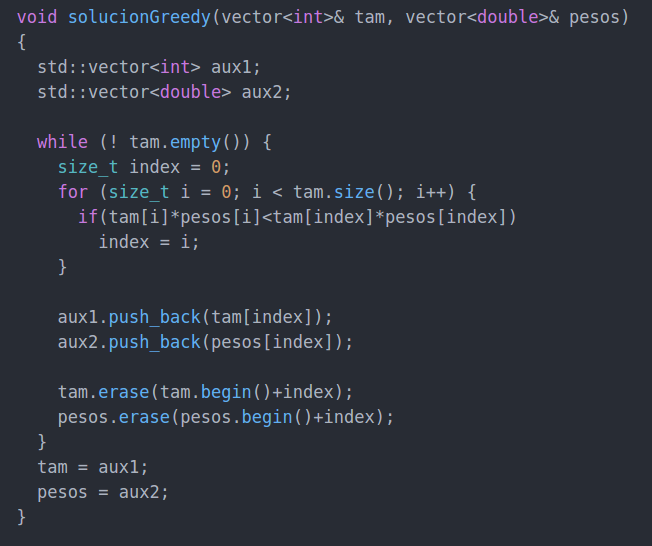 void solucionGreedy(vector<int>& tam, vector<double>& pesos)
{
  std::vector<int> aux1;
  std::vector<double> aux2;

  while (! tam.empty()) {
    size_t index = 0;
    for (size_t i = 0; i < tam.size(); i++) {
      if(tam[i]*pesos[i]<tam[index]*pesos[index])
        index = i;
    }

    aux1.push_back(tam[index]);
    aux2.push_back(pesos[index]);

    tam.erase(tam.begin()+index);
    pesos.erase(pesos.begin()+index);
  }
  tam = aux1;
  pesos = aux2;
}